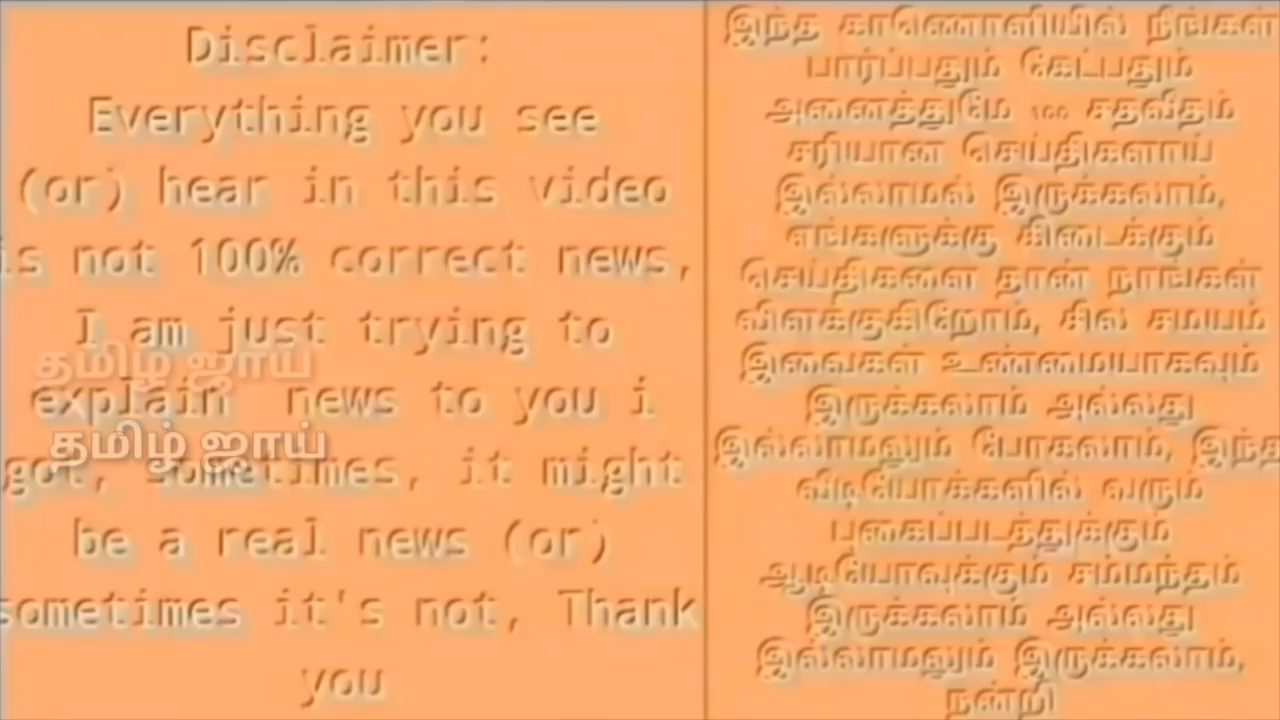 Disclaimer:
Everything you see
(or) hear in this video
is not 100% correct news,
I am just trying to
explain news to you i
got, sometimes, it might
be a real news (or)
sometimes it's not, Thank
you
தமிழ் ஜாய்
தமிழ் ஜாய்
இந்த காணொளியில் நீங்கள்
பார்ப்பதும் கேட்பதும்
அனைத்துமே 100 சதவீதம்
சரியான செய்திகளாய்
இல்லாமல் இருக்கலாம்,
எங்களுக்கு கிடைக்கும்
செய்திகளை தான் நாங்கள்
விளக்குகிறோம், சில சமயம்
இவைகள் உண்மையாகவும்
இருக்கலாம் அல்லது
இல்லாமலும் போகலாம், இந்த
வீடியோக்களில் வரும்
புகைப்படத்துக்கும்
ஆடியோவுக்கும் சம்மந்தம்
இருக்கலாம் அல்லது
இல்லாமலும் இருக்கலாம்,
நன்றி